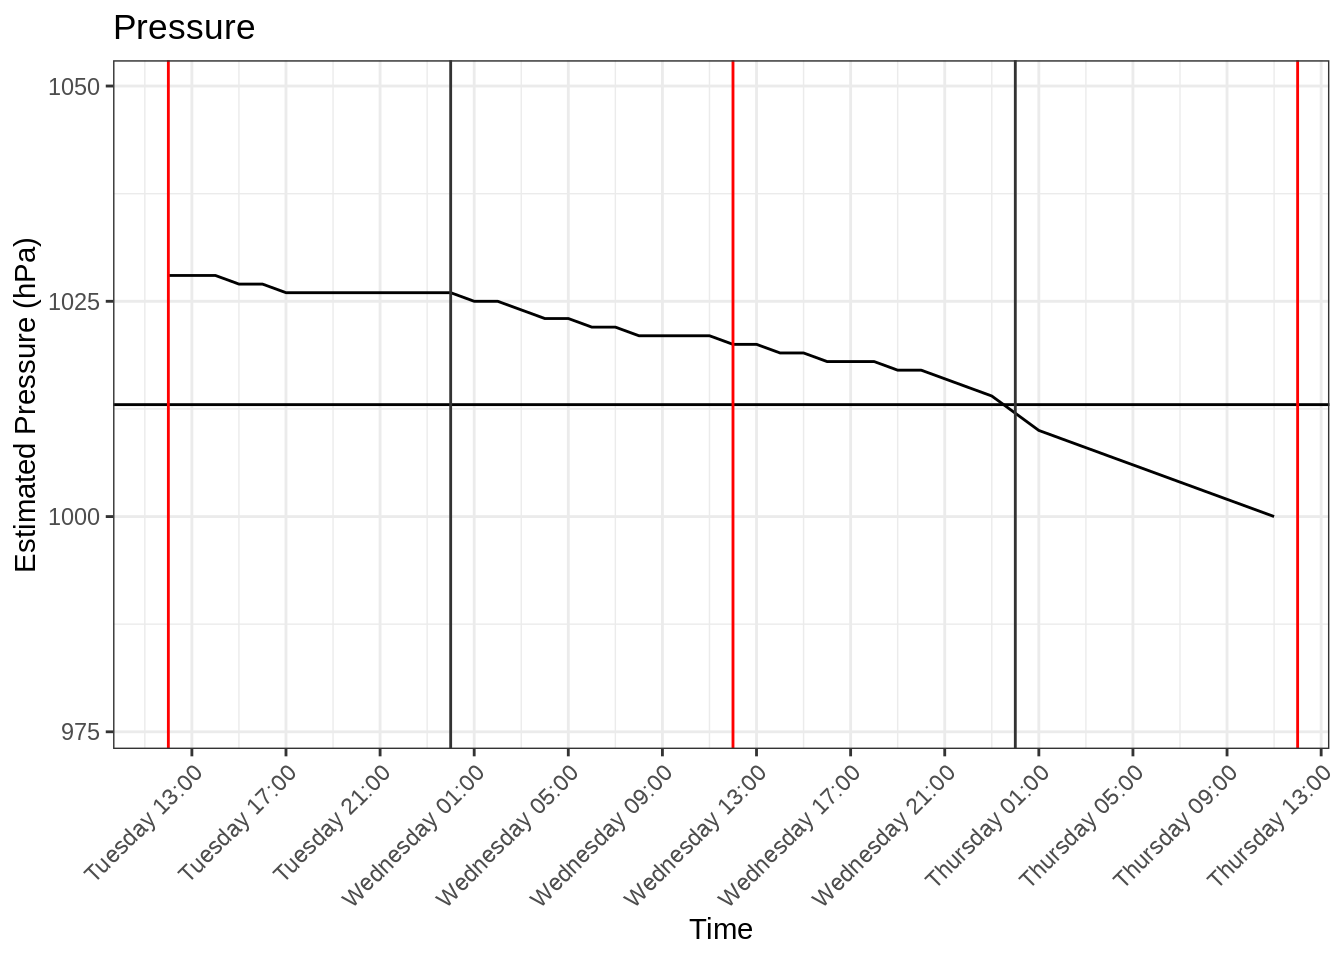 Pressure
Estimated Pressure (hPa)
1050
1025
1000
975
Tuesday 13:00
Tuesday 17:00
Tuesday 21:00
Wednesday 01:00
Wednesday 05:00
Wednesday 09:00
Wednesday 13:00
Wednesday 17:00
Wednesday 21:00
Thursday 01:00
Thursday 05:00
Thursday 09:00
Thursday 13:00
Time